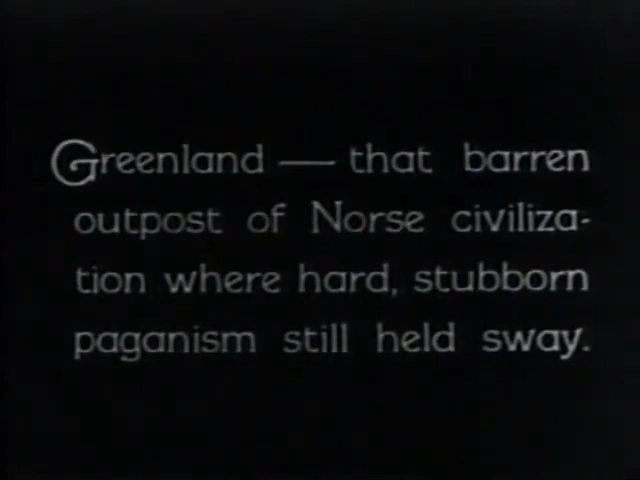 Greenland — that barren
outpost of Norse civiliza-
tion where hard, stubborn
paganism still held sway.